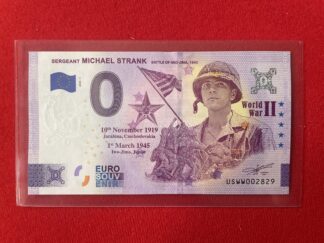 SERGEANT MICHAEL STRANK BATTLE OF IWO JIMA, 1945
0
World
War II
10th November 1919
Jarabina, Czechoslovakia
1st March 1945
Iwo Jima, Japan
EURO
SOUV
ENIR
USWW002829